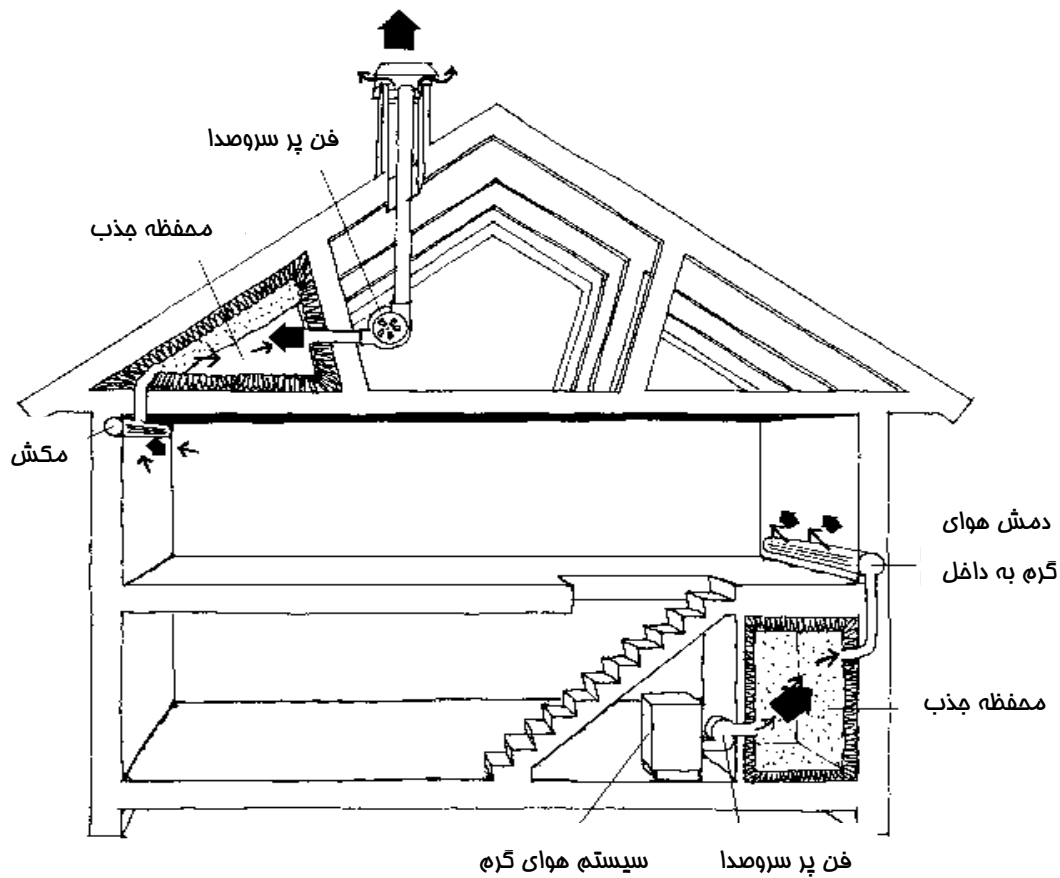 فن پر سروصدا
محفظه جذب
مکش
دمش هوای
گرم به داخل
محفظه جذب
سیستم هوای گرم
فن پر سروصدا